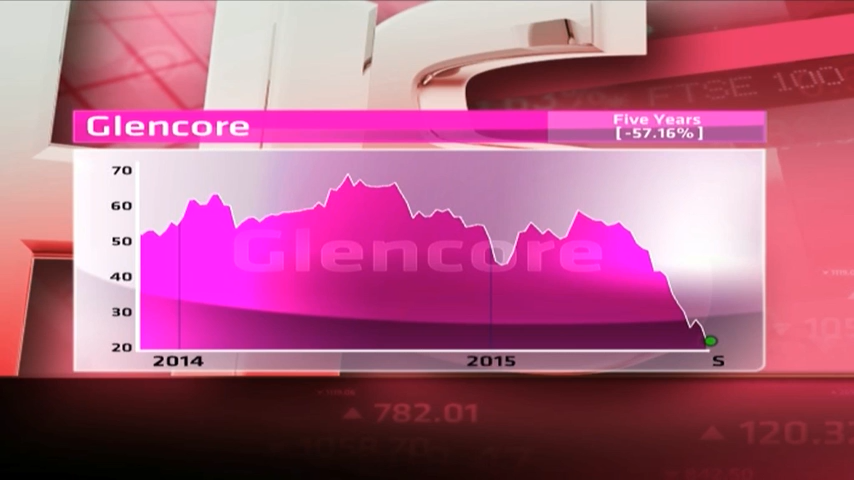 FTSE 100
Glencore
Five Years
[ -57.16% ]
70
60
50
40
30
20
Glencore
2014
2015
S
782.01
120.32